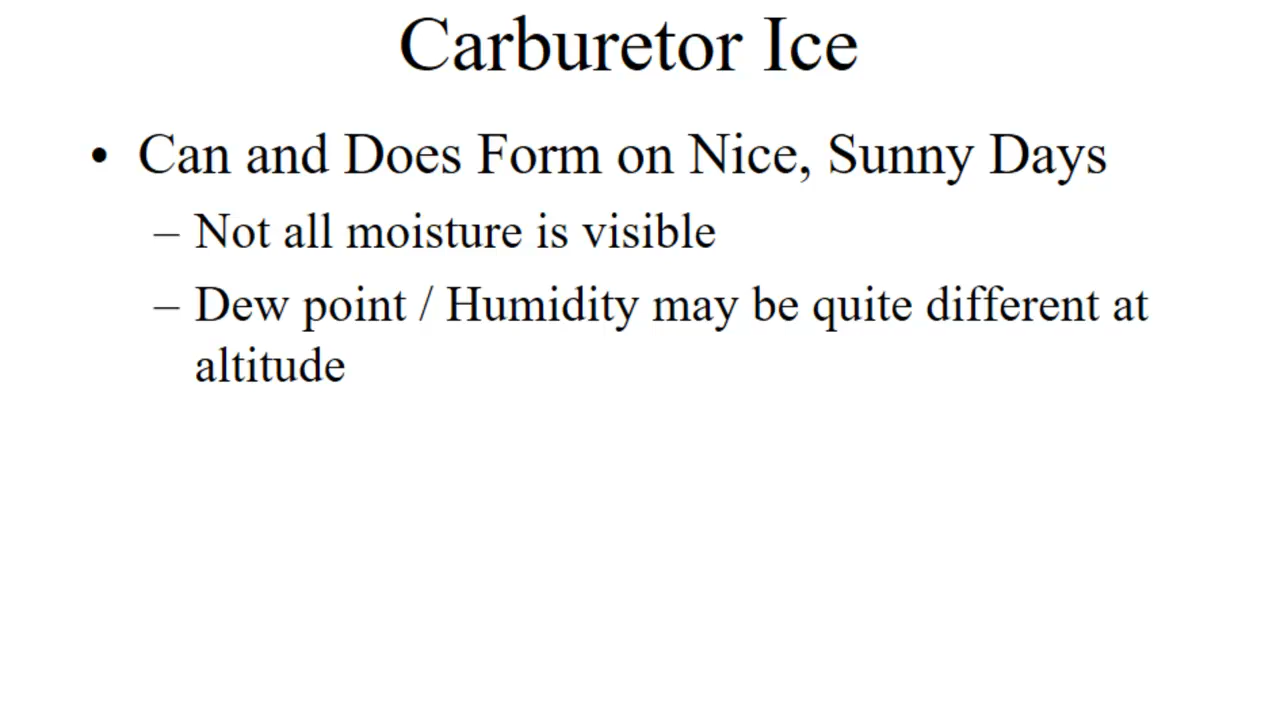 Carburetor Ice
• Can and Does Form on Nice, Sunny Days
– Not all moisture is visible
– Dew point / Humidity may be quite different at
altitude